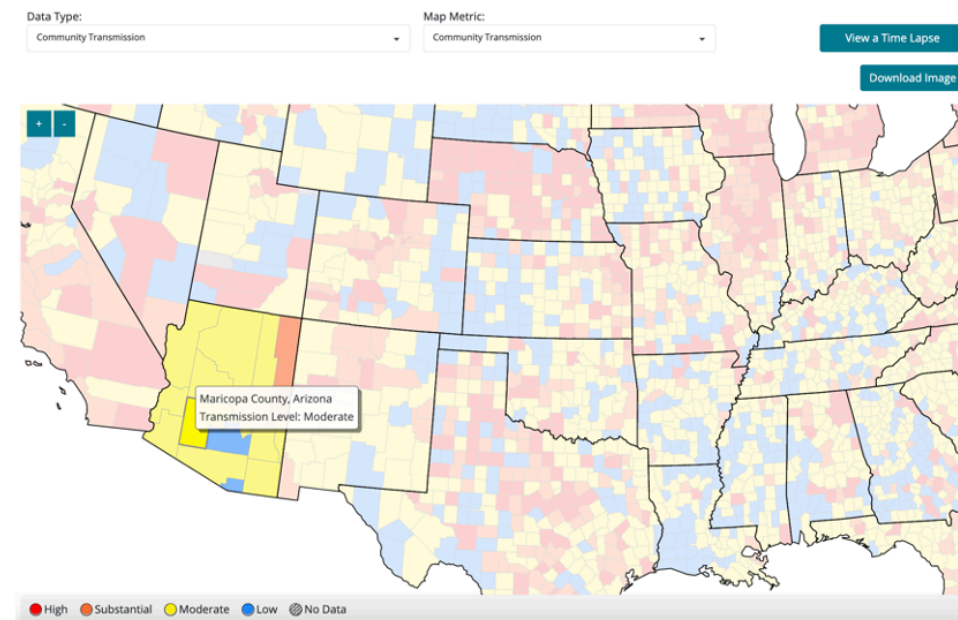 Data Type:
Map Metric:
Community Transmission
Community Transmission
View a Time Lapse
Download Image
+ -
Maricopa County, Arizona
Transmission Level: Moderate
High Substantial Moderate Low No Data